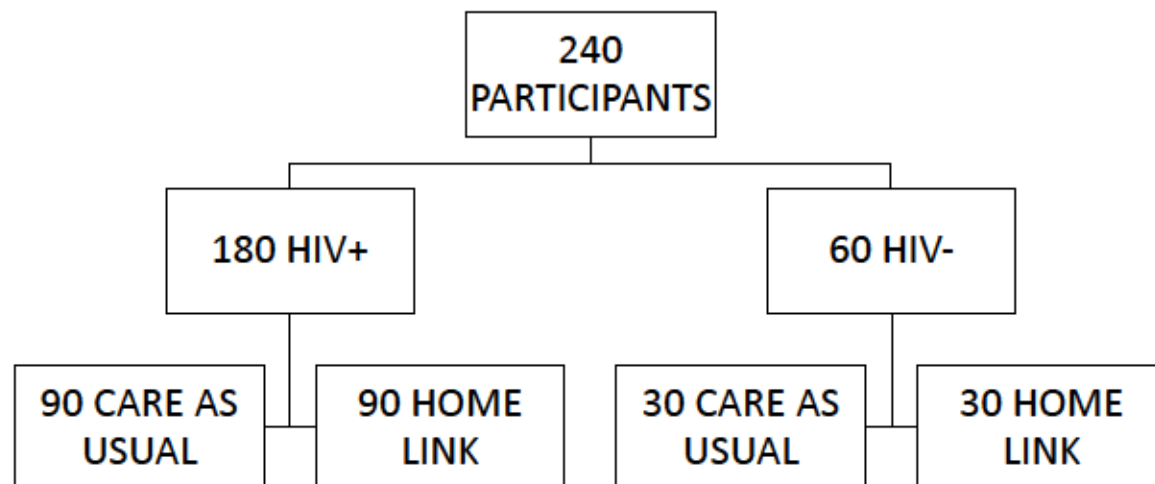 240
PARTICIPANTS
180 HIV+
60 HIV-
90 CARE AS
USUAL
90 HOME
LINK
30 CARE AS
USUAL
30 HOME
LINK